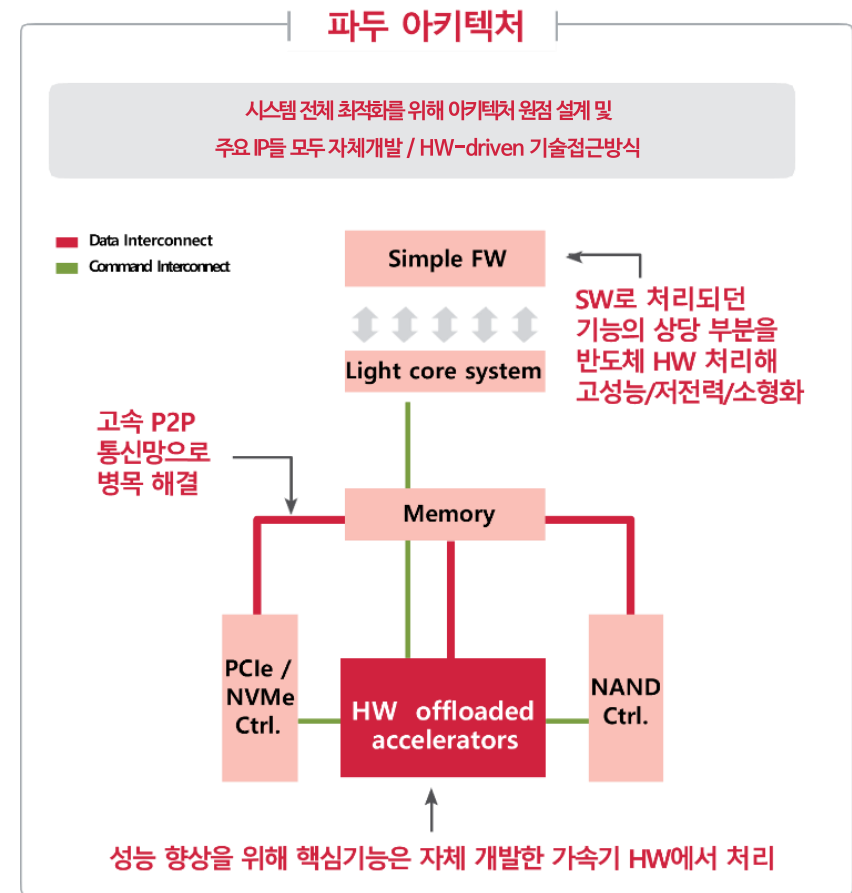 파두 아키텍처
시스템 전체 최적화를 위해 아키텍처 원점 설계 및
주요 IP들 모두 자체개발 / HW-driven 기술접근방식
Data Interconnect
Command Interconnect
Simple FW
SW로 처리되던
기능의 상당 부분을
반도체 HW 처리해
고성능/저전력/소형화
Light core system
고속 P2P
통신망으로
병목 해결
Memory
PCIe /
NVMe
Ctrl.
HW offloaded
accelerators
NAND
Ctrl.
성능 향상을 위해 핵심기능은 자체 개발한 가속기 HW에서 처리